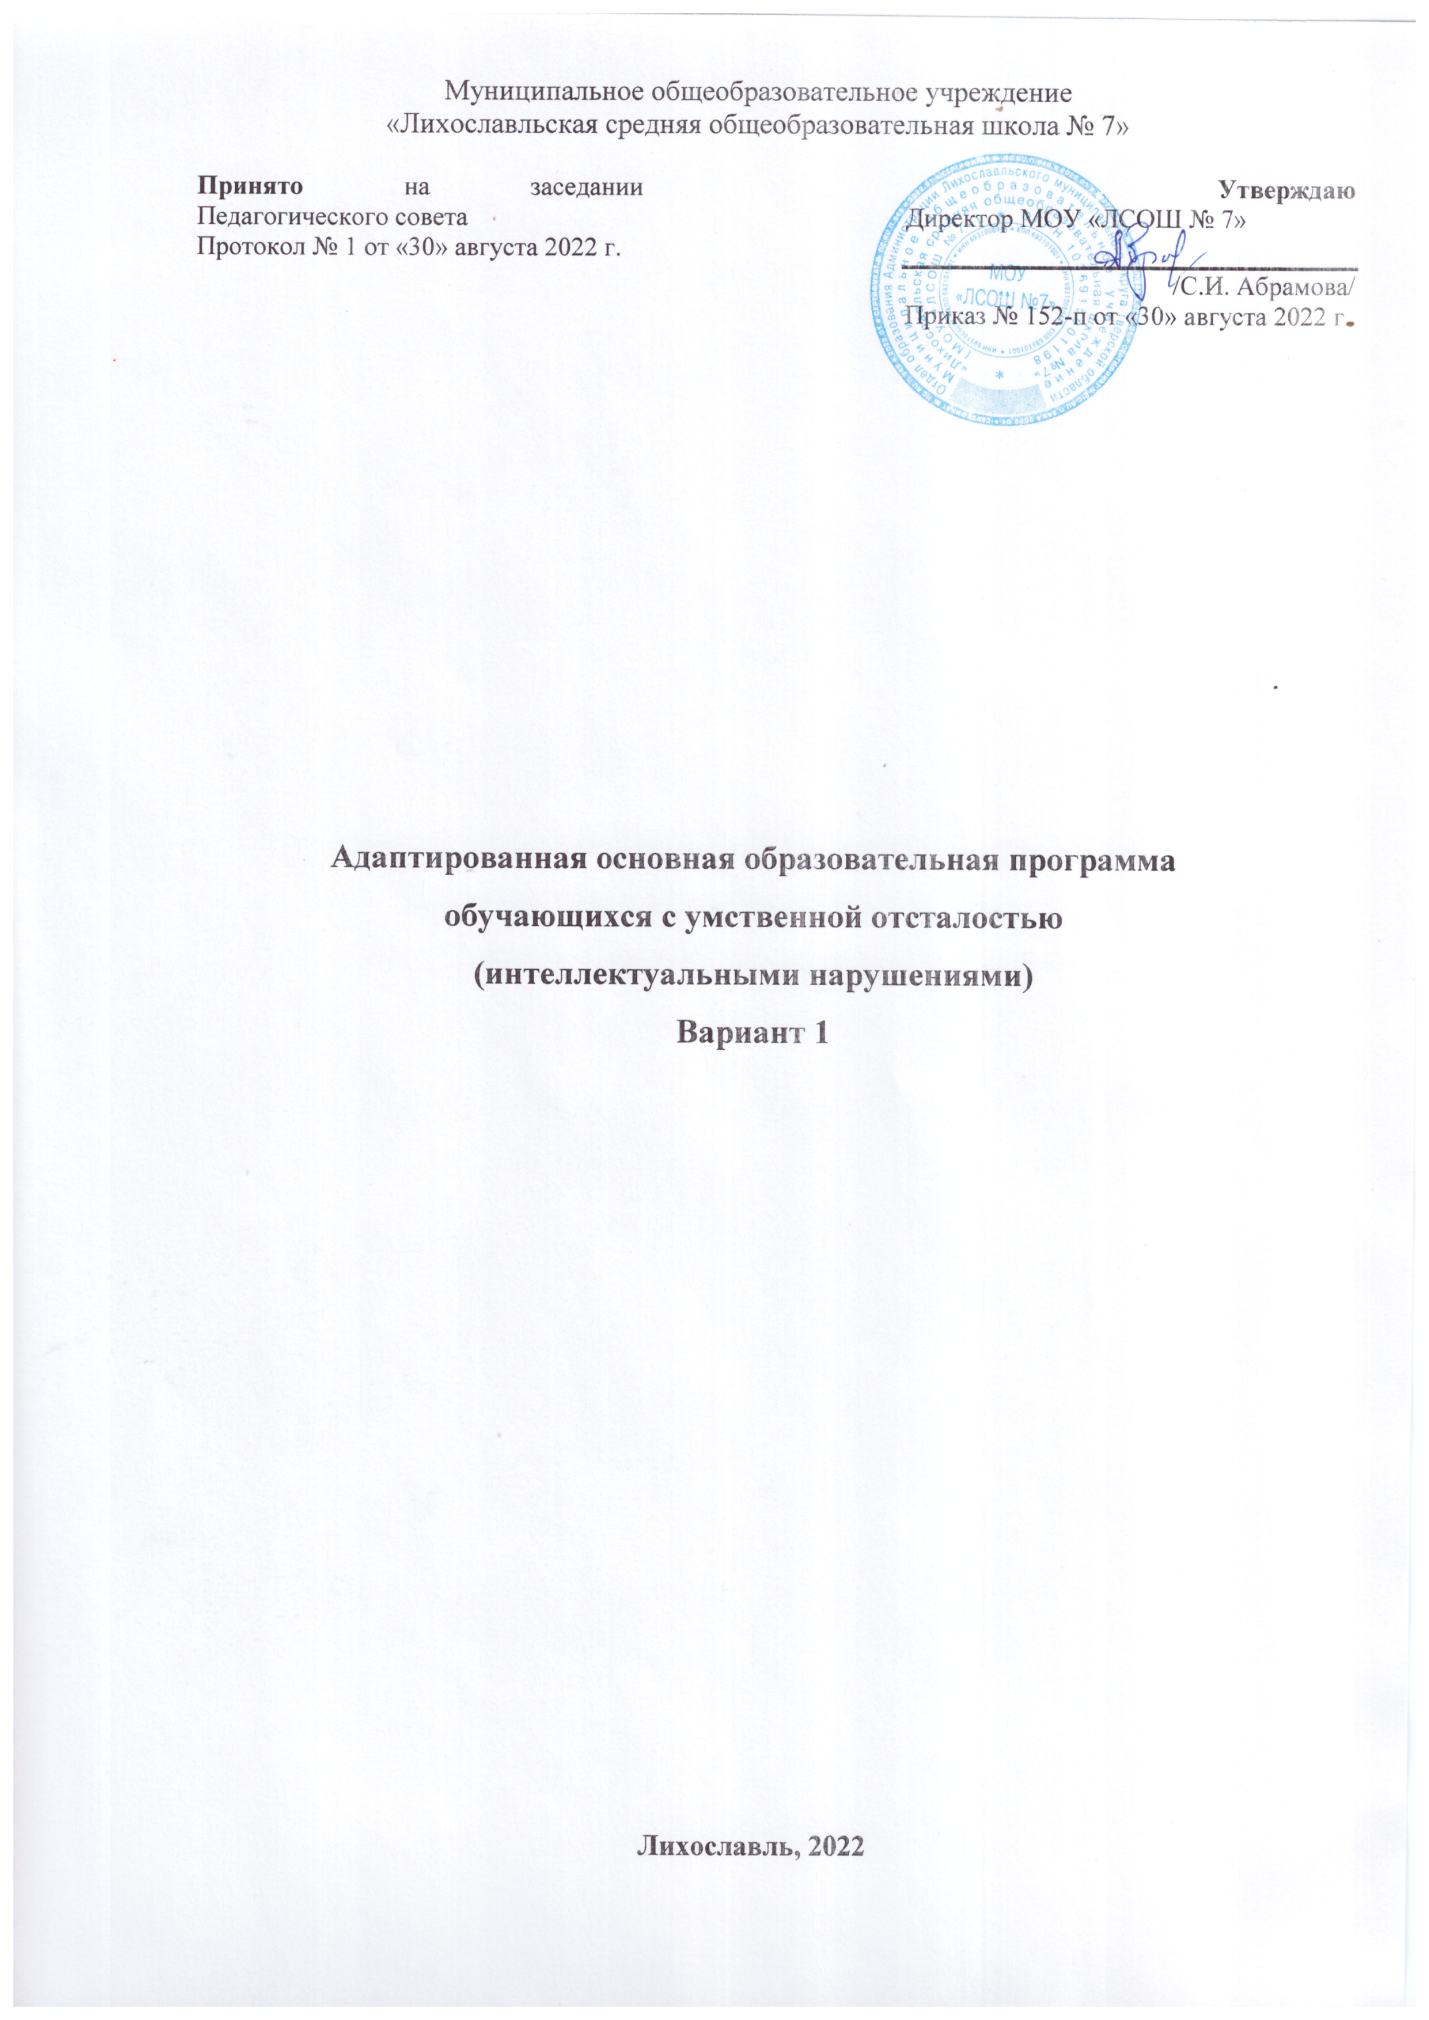 Муниципальное общеобразовательное учреждение
«Лихославльская средняя общеобразовательная школа № 7»
Принято на заседании
Педагогического совета
Протокол № 1 от «30» августа 2022 г.
Утверждаю
Директор МОУ «ЛСОШ № 7»
/С.И. Абрамова/
Приказ № 152-п от «30» августа 2022 г.
МОУ
«ЛСОШ №7»
Адаптированная основная образовательная программа
обучающихся с умственной отсталостью
(интеллектуальными нарушениями)
Вариант 1
Лихославль, 2022